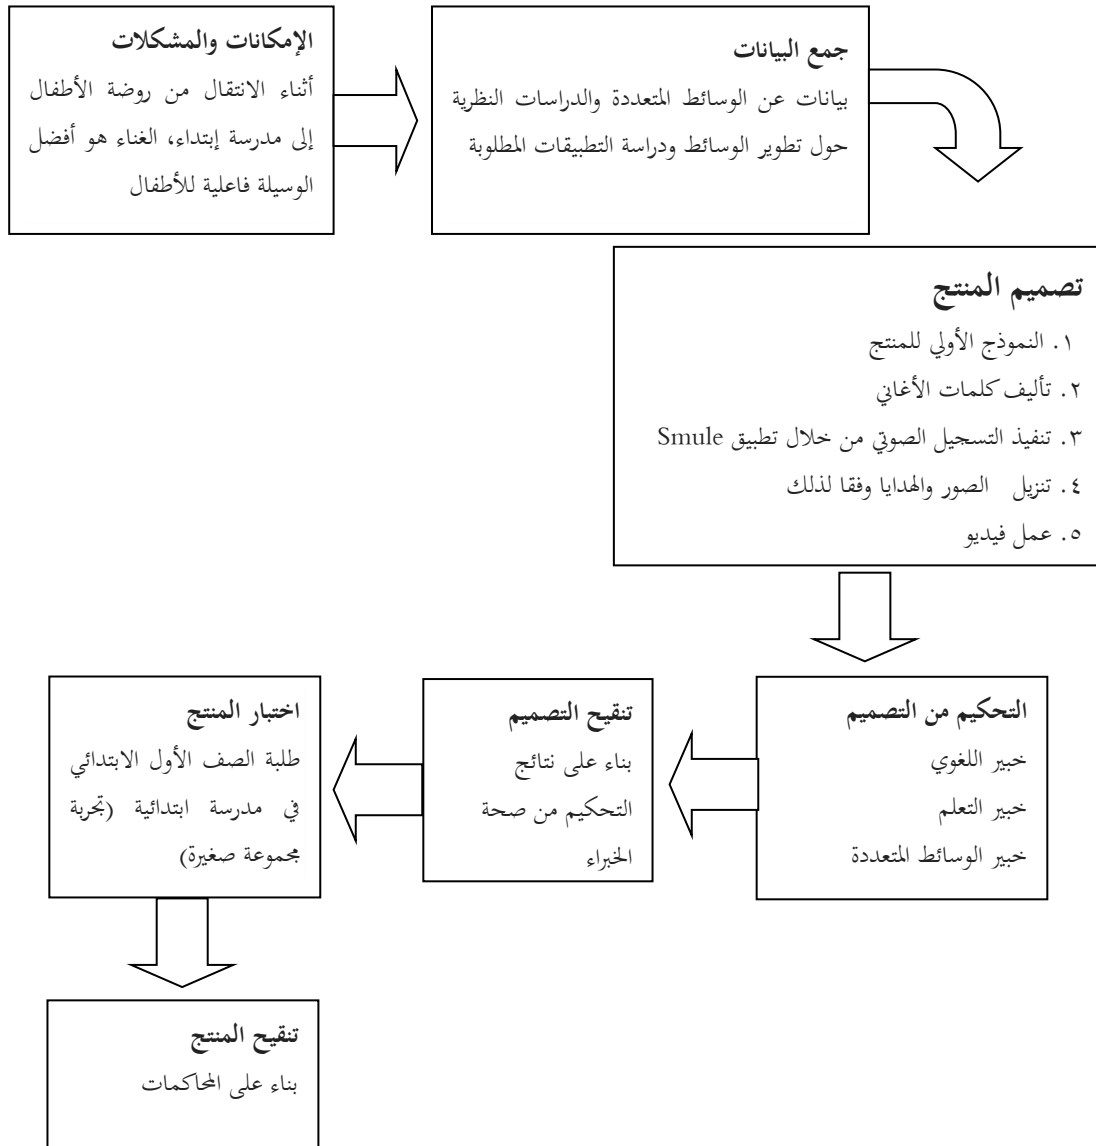 الإمكانات والمشكلات
أثناء الانتقال من روضة الأطفال
إلى مدرسة إبتداء، الغناء هو أفضل
الوسيلة فاعلية للأطفال
جمع البيانات
بيانات عن الوسائط المتعددة والدراسات النظرية
حول تطوير الوسائط ودراسة التطبيقات المطلوبة
تصميم المنتج
١. النموذج الأولي للمنتج
٢. تأليف كلمات الأغاني
٣. تنفيذ التسجيل الصوتي من خلال تطبيق Smule
٤. تنزيل الصور والهدايا وفقا لذلك
٥. عمل فيديو
التحكيم من التصميم
خبير اللغوي
خبير التعلم
خبير الوسائط المتعددة
تنقيح التصميم
بناء على نتائج
التحكيم من صحة
الخبراء
اختبار المنتج
طلبة الصف الأول الابتدائي
في مدرسة ابتدائية (تجربة
مجموعة صغيرة)
تنقيح المنتج
بناء على المحاكمات